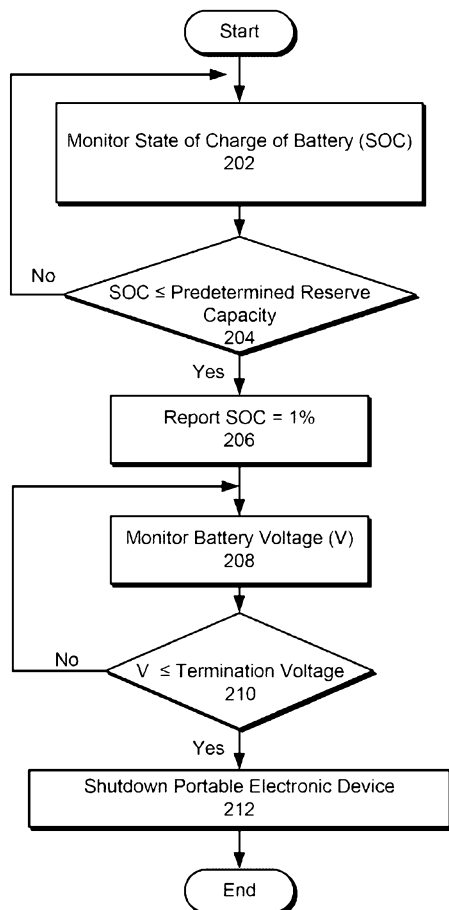 Start
Monitor State of Charge of Battery (SOC)
202
No
SOC ≤ Predetermined Reserve
Capacity
204
Yes
Report SOC = 1%
206
Monitor Battery Voltage (V)
208
No
V ≤ Termination Voltage
210
Yes
Shutdown Portable Electronic Device
212
End